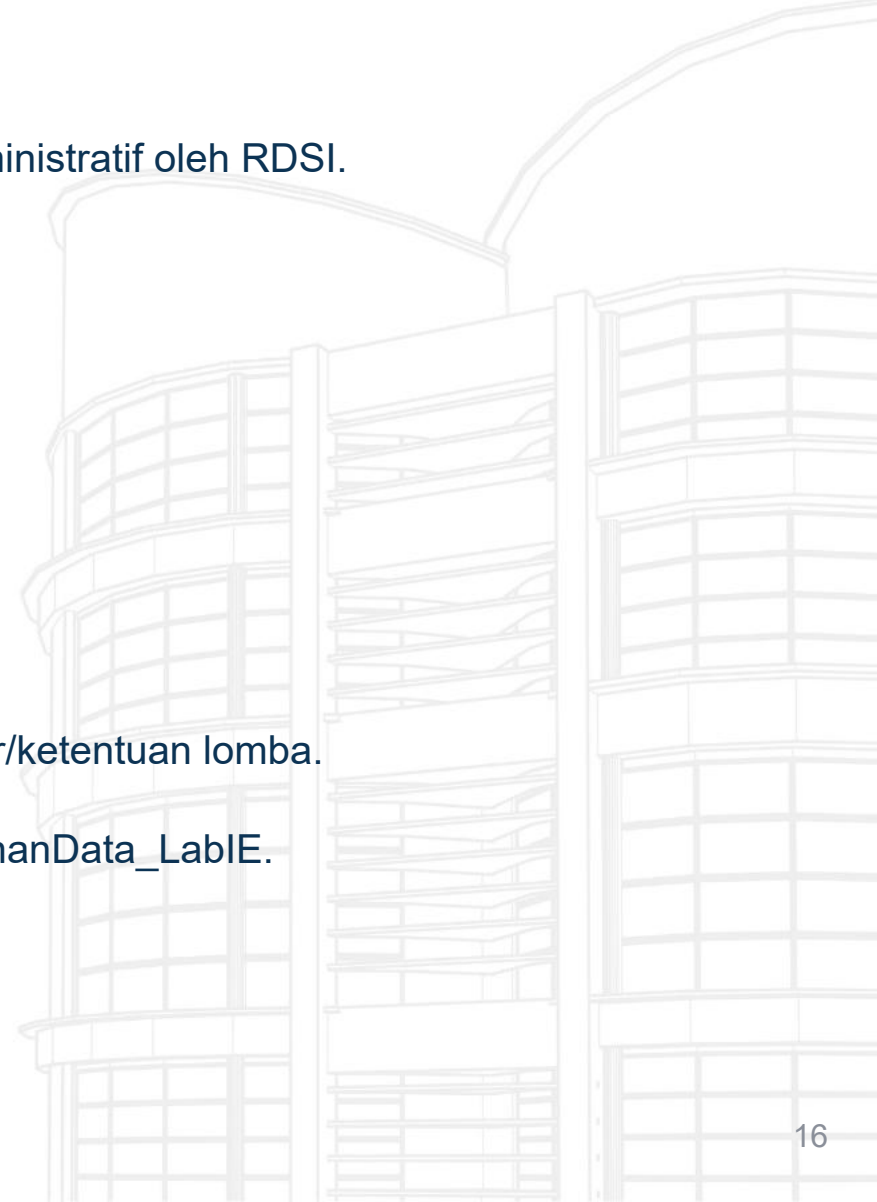 ninistratif oleh RDSI.
r/ketentuan lomba.
nanData_LabIE.
16